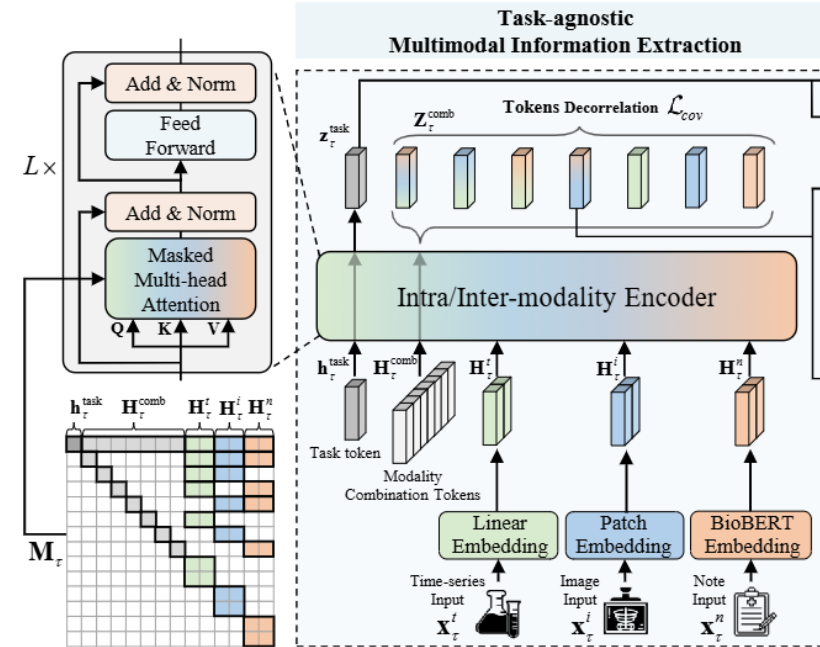 Task-agnostic
Multimodal Information Extraction
Add & Norm
Feed
Forward
L×
Add & Norm
Masked
Multi-head
Attention
Q K V
Tokens Decorrelation ℒ_cov
z_τ^task
Z_τ^comb
Intra/Inter-modality Encoder
h_τ^task H_τ^comb H_τ^t H_τ^i H_τ^n
Task token
Modality
Combination Tokens
Linear
Embedding
Patch
Embedding
BioBERT
Embedding
Time-series
Input
X_τ^t
Image
Input
X_τ^i
Note
Input
X_τ^n
h_τ^task H_τ^comb H_τ^t H_τ^i H_τ^n
M_τ